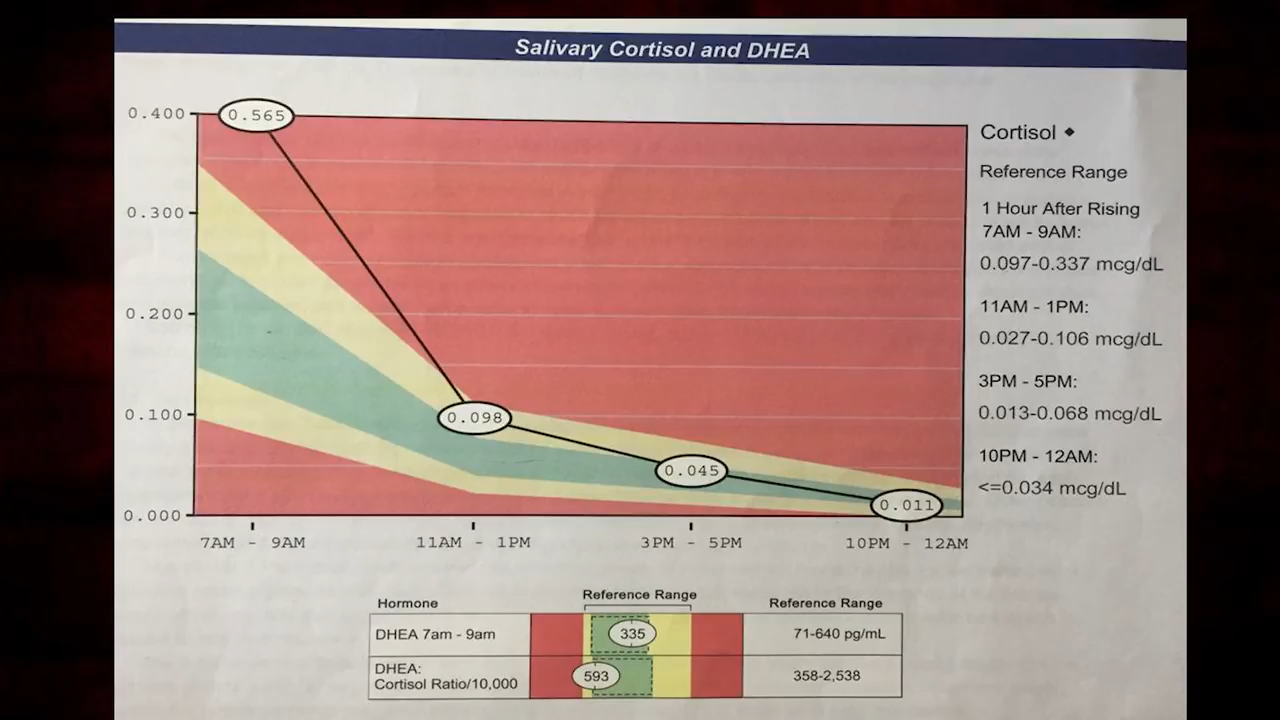 Salivary Cortisol and DHEA
0.400
0.300
0.200
0.100
0.000
0.565
0.098
0.045
0.011
7AM - 9AM
11AM - 1PM
3PM - 5PM
10PM - 12AM
Cortisol ◆
Reference Range
1 Hour After Rising
7AM - 9AM:
0.097-0.337 mcg/dL
11AM - 1PM:
0.027-0.106 mcg/dL
3PM - 5PM:
0.013-0.068 mcg/dL
10PM - 12AM:
<=0.034 mcg/dL
Hormone
Reference Range
Reference Range
DHEA 7am - 9am
335
71-640 pg/mL
DHEA:
Cortisol Ratio/10,000
593
358-2,538